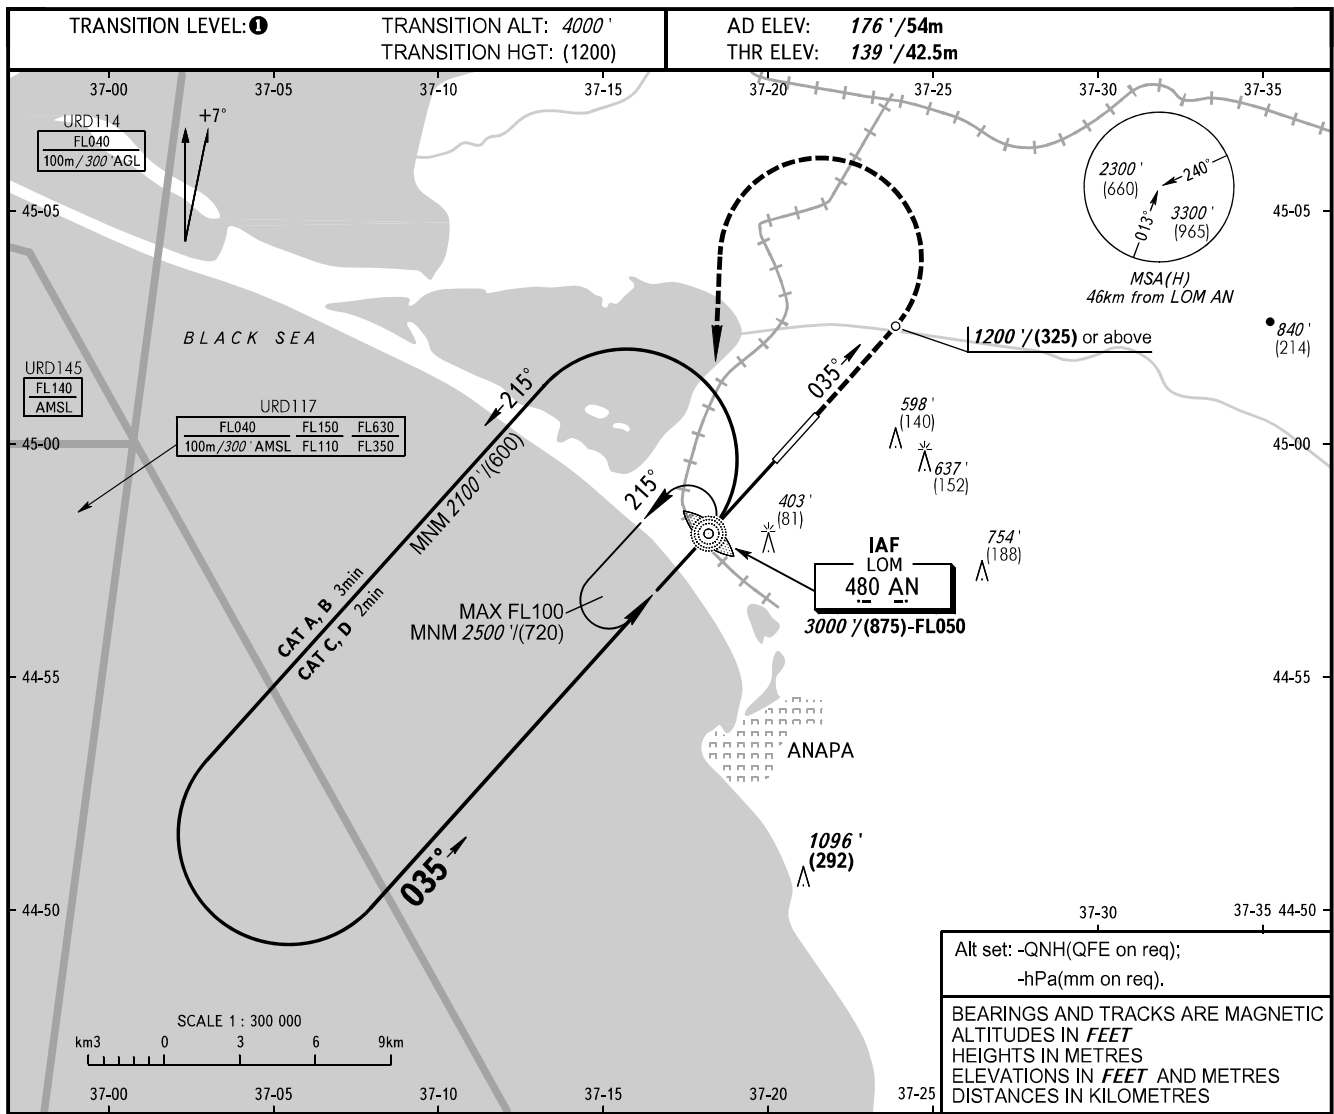 TRANSITION LEVEL:❶
TRANSITION ALT: 4000 '
TRANSITION HGT: (1200)
AD ELEV: 176 '/54m
THR ELEV: 139 '/42.5m
37-00
37-05
37-10
37-15
37-20
37-25
37-30
37-35
URD114
FL040
100m/300 'AGL
+7°
45-05
2300 '
(660)
240°
3300 '
(965)
013°
MSA(H)
46km from LOM AN
45-05
BLACK SEA
1200 '/(325) or above
840 '
(214)
URD145
FL140
AMSL
URD117
FL040 FL150 FL630
100m/300 'AMSL FL110 FL350
215°
035°
598 '
(140)
45-00
45-00
MNM 2100 '/(600)
637 '
(152)
215°
403 '
(81)
754 '
(188)
IAF
LOM
480 AN
3000 '/(875)-FL050
CAT A, B 3min
CAT C, D 2min
MAX FL100
MNM 2500 '/(720)
44-55
44-55
ANAPA
1096 '
(292)
035°
44-50
37-30
37-35 44-50
Alt set: -QNH(QFE on req);
-hPa(mm on req).
BEARINGS AND TRACKS ARE MAGNETIC
ALTITUDES IN FEET
HEIGHTS IN METRES
ELEVATIONS IN FEET AND METRES
DISTANCES IN KILOMETRES
SCALE 1 : 300 000
km3 0 3 6 9km
37-00
37-05
37-10
37-15
37-20
37-25